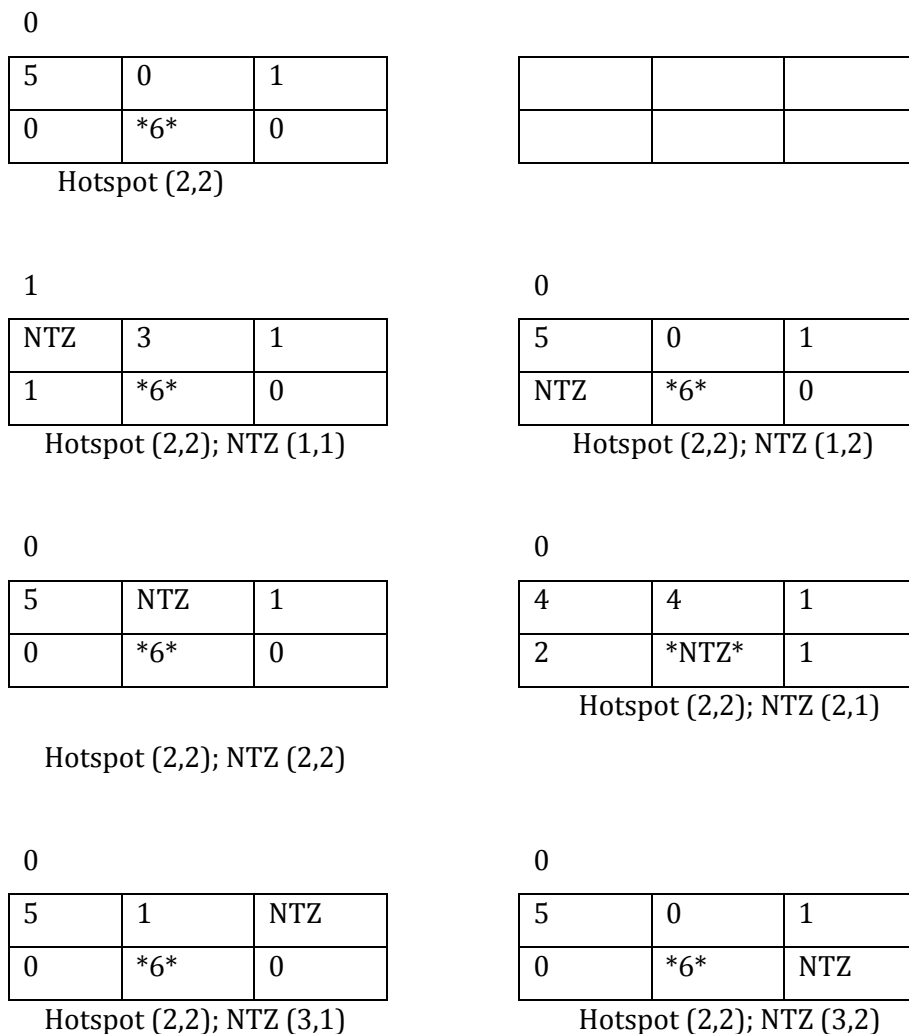 0
5 0 1
0 *6* 0
Hotspot (2,2)
1 0
NTZ 3 1 5 0 1
1 *6* 0 NTZ *6* 0
Hotspot (2,2); NTZ (1,1) Hotspot (2,2); NTZ (1,2)
0 0
5 NTZ 1 4 4 1
0 *6* 0 2 *NTZ* 1
Hotspot (2,2); NTZ (2,1)
Hotspot (2,2); NTZ (2,2)
0 0
5 1 NTZ 5 0 1
0 *6* 0 0 *6* NTZ
Hotspot (2,2); NTZ (3,1) Hotspot (2,2); NTZ (3,2)